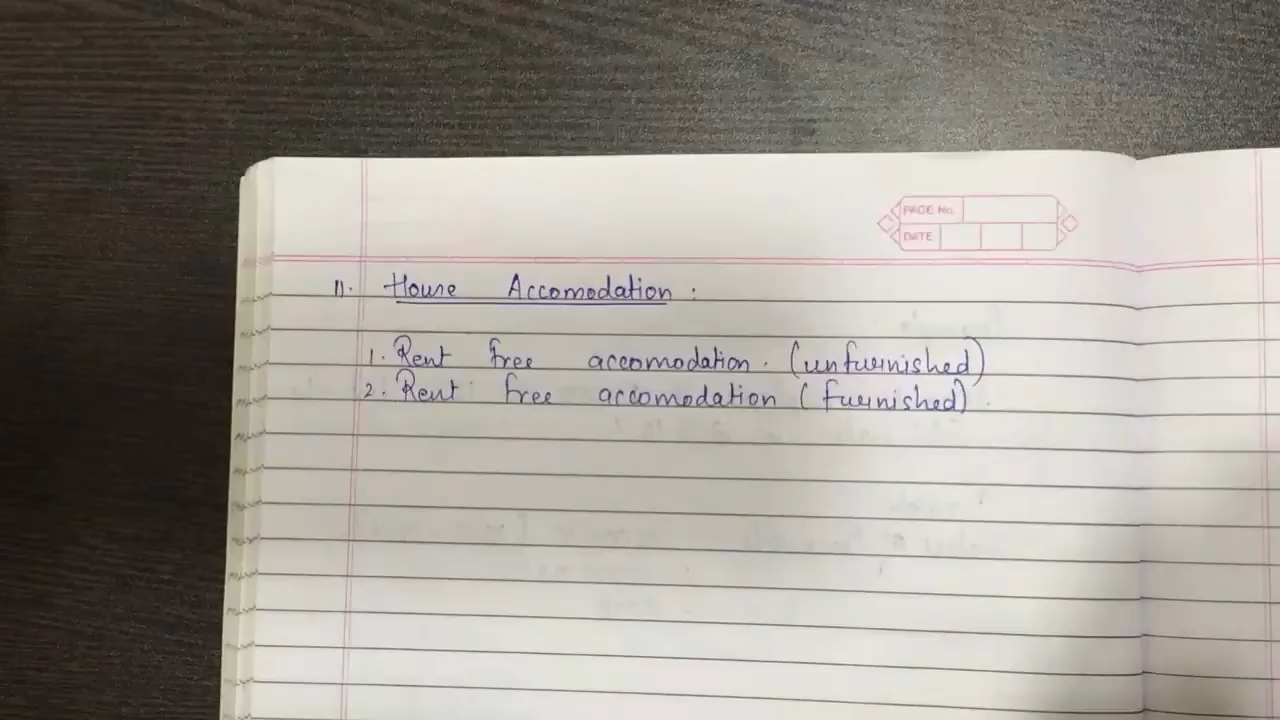 PAGE No.
DATE
11. House Accomodation :
1. Rent free accomodation. (unfurnished)
2. Rent free accomodation (furnished).